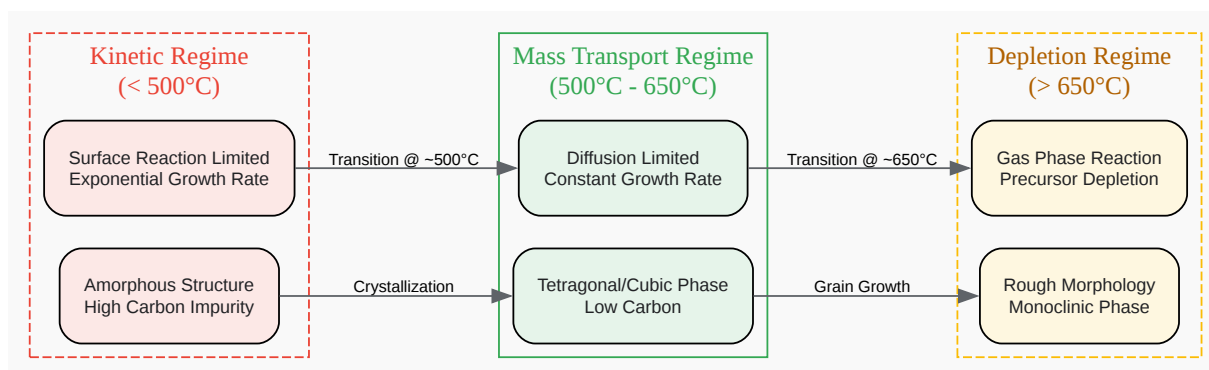 Kinetic Regime
(< 500°C)
Mass Transport Regime
(500°C - 650°C)
Depletion Regime
(> 650°C)
Surface Reaction Limited
Exponential Growth Rate
Transition @ ~500°C
Diffusion Limited
Constant Growth Rate
Transition @ ~650°C
Gas Phase Reaction
Precursor Depletion
Amorphous Structure
High Carbon Impurity
Crystallization
Tetragonal/Cubic Phase
Low Carbon
Grain Growth
Rough Morphology
Monoclinic Phase